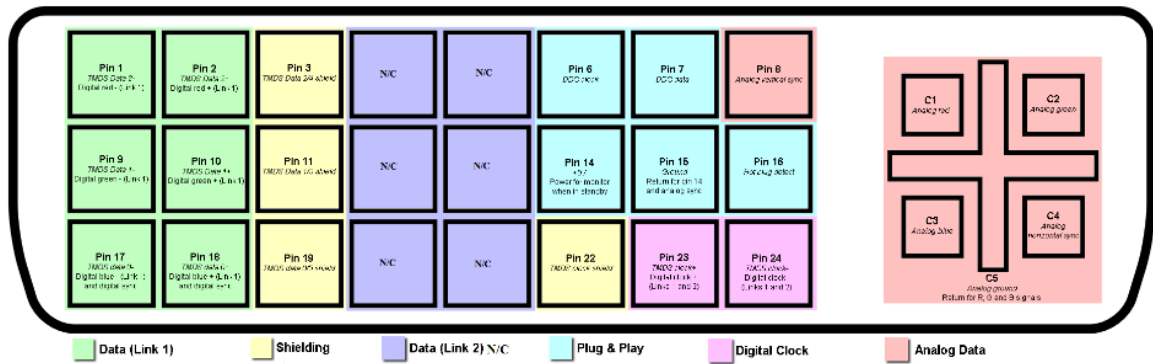 Pin 1
TMDS Data 2-
Digital red - (Link 1)
Pin 2
TMDS Data 2+
Digital red + (Link 1)
Pin 3
TMDS Data 2/4 shield
N/C
N/C
Pin 6
DDC clock
Pin 7
DDC data
Pin 8
Analog vertical sync
Pin 9
TMDS Data 1-
Digital green - (Link 1)
Pin 10
TMDS Data 1+
Digital green + (Link 1)
Pin 11
TMDS Data 1/3 shield
N/C
N/C
Pin 14
Power for monitor
when in standby
Pin 15
Ground
Return for pin 14
and analog sync
Pin 16
Hot plug detect
Pin 17
TMDS data 0-
Digital blue - (Link 1)
and digital sync
Pin 18
TMDS data 0+
Digital blue + (Link 1)
and digital sync
Pin 19
TMDS data 0/5 shield
N/C
N/C
Pin 22
TMDS clock shield
Pin 23
TMDS clock+
Digital clock +
(Links 1 and 2)
Pin 24
TMDS clock-
Digital clock -
(Links 1 and 2)
C1
Analog red
C2
Analog green
C3
Analog blue
C4
Analog
horizontal sync
C5
Analog ground
Return for R, G and B signals
Data (Link 1)
Shielding
Data (Link 2) N/C
Plug & Play
Digital Clock
Analog Data